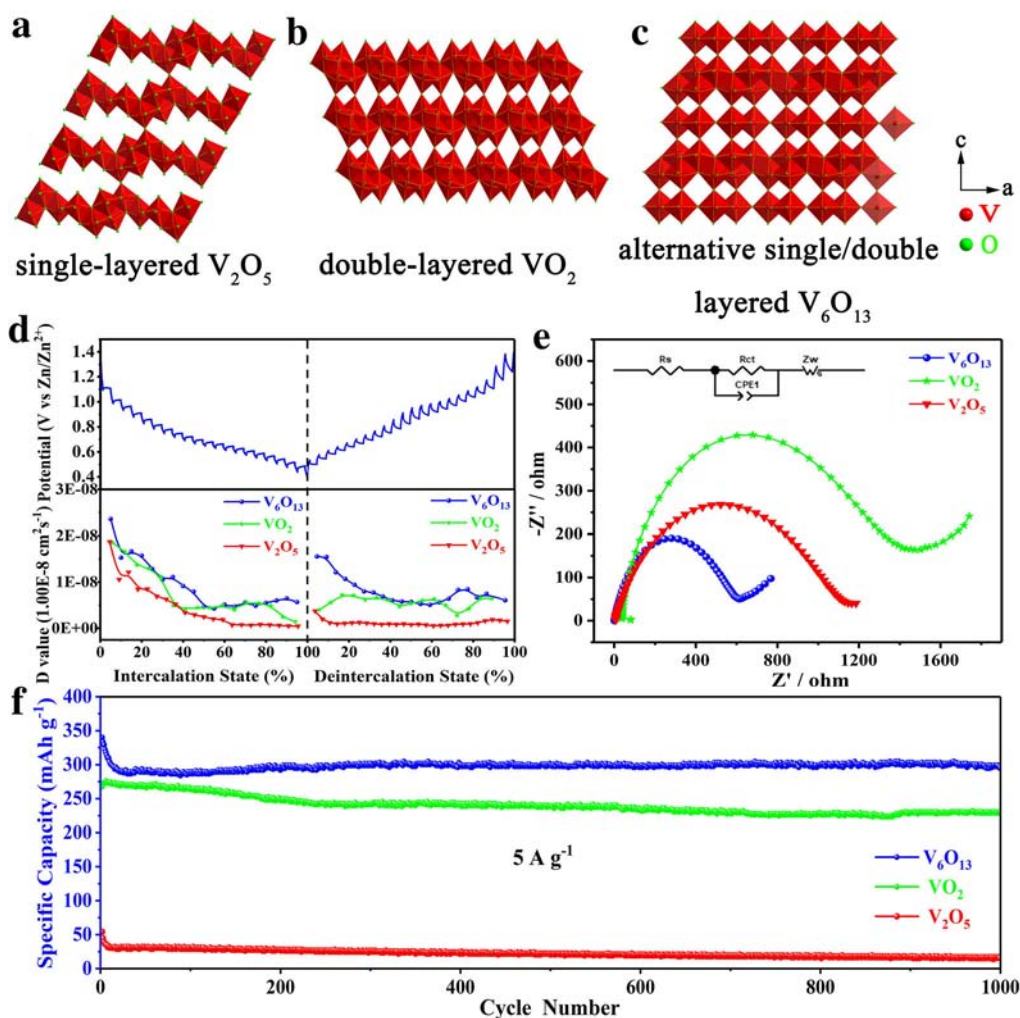 a
b
c
c
a
V
O
single-layered V₂O₅
double-layered VO₂
alternative single/double
layered V₆O₁₃
d
Potential (V vs Zn/Zn²⁺)
1.4
1.2
1.0
0.8
0.6
0.4
D value (1.00E-8 cm²s⁻¹)
3E-08
2E-08
1E-08
0E+00
V₆O₁₃
VO₂
V₂O₅
V₆O₁₃
VO₂
V₂O₅
0 20 40 60 80 100 20 40 60 80 100
Intercalation State (%)
Deintercalation State (%)
e
-Z'' / ohm
600
500
400
300
200
100
0
Rs
Rct
Zw
CPE1
V₆O₁₃
VO₂
V₂O₅
0 400 800 1200 1600
Z' / ohm
f
Specific Capacity (mAh g⁻¹)
400
350
300
250
200
150
100
50
0
5 A g⁻¹
V₆O₁₃
VO₂
V₂O₅
0 200 400 600 800 1000
Cycle Number